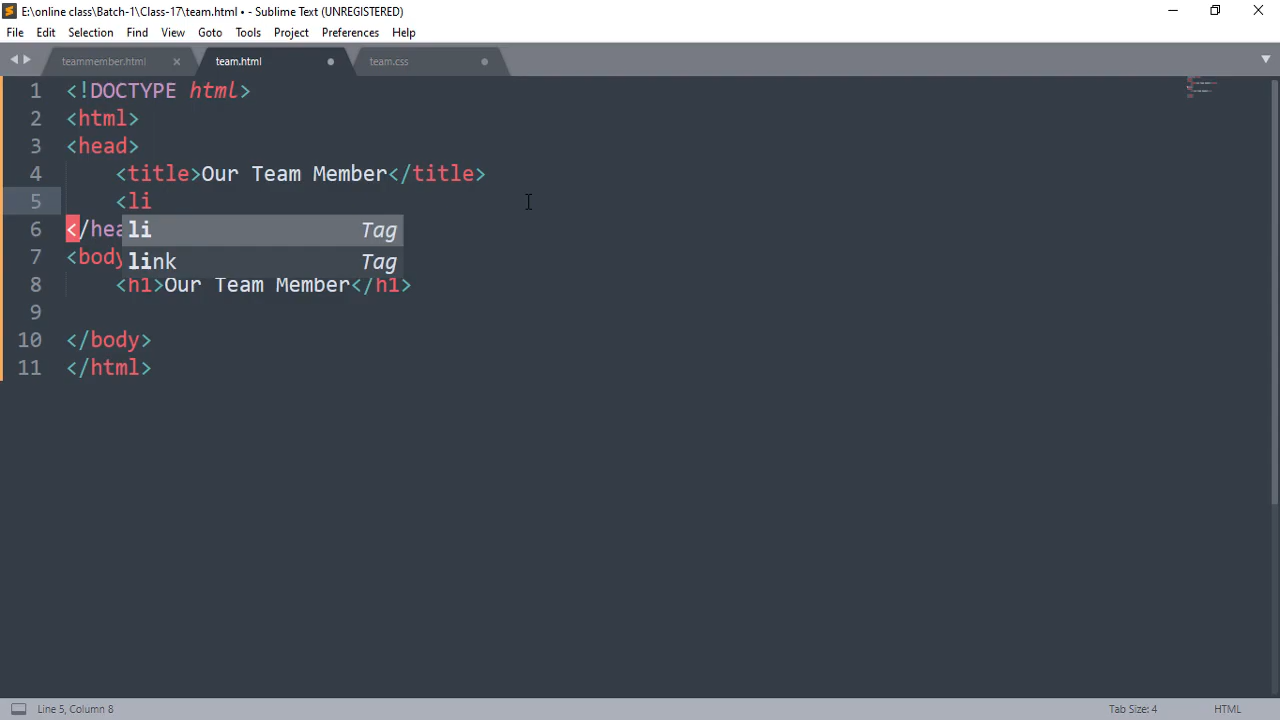 E:\online class\Batch-1\Class-17\team.html • - Sublime Text (UNREGISTERED)
File Edit Selection Find View Goto Tools Project Preferences Help
teammember.html team.html team.css
1 <!DOCTYPE html>
2 <html>
3 <head>
4 <title>Our Team Member</title>
5 <li
6 </hea
li Tag
7 <body
link Tag
8 <h1>Our Team Member</h1>
9
10 </body>
11 </html>
Line 5, Column 8 Tab Size: 4 HTML